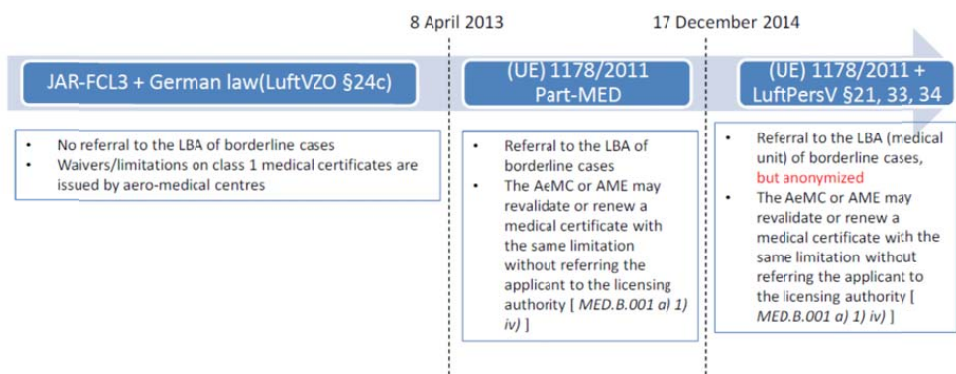 8 April 2013
17 December 2014
JAR-FCL3 + German law(LuftVZO §24c)
(UE) 1178/2011
Part-MED
(UE) 1178/2011 +
LuftPersV §21, 33, 34
• No referral to the LBA of borderline cases
• Waivers/limitations on class 1 medical certificates are
issued by aero-medical centres
• Referral to the LBA of
borderline cases
• The AeMC or AME may
revalidate or renew a
medical certificate with
the same limitation
without referring the
applicant to the licensing
authority [ MED.B.001 a) 1)
iv) ]
• Referral to the LBA (medical
unit) of borderline cases,
but anonymized
• The AeMC or AME may
revalidate or renew a
medical certificate with the
same limitation without
referring the applicant to
the licensing authority [
MED.B.001 a) 1) iv) ]